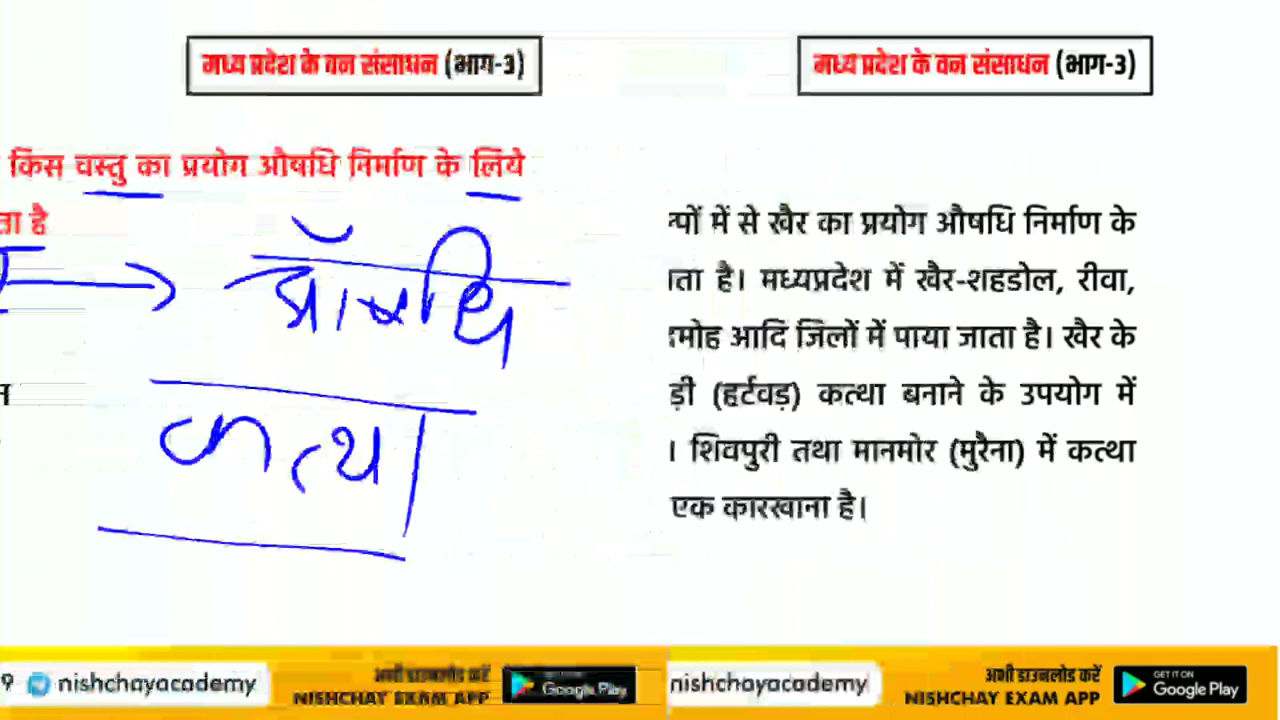 मध्य प्रदेश के वन संसाधन (भाग-3)
किस वस्तु का प्रयोग औषधि निर्माण के लिये
है
औषधि
कत्था
nishchayacademy
अभी डाउनलोड करें
NISHCHAY EXAM APP
Google Play
मध्य प्रदेश के वन संसाधन (भाग-3)
में से खैर का प्रयोग औषधि निर्माण के
है। मध्यप्रदेश में खैर-शहडोल, रीवा,
आदि जिलों में पाया जाता है। खैर के
(हर्टवड़) कत्था बनाने के उपयोग में
। शिवपुरी तथा मानमोर (मुरैना) में कत्था
एक कारखाना है।
nishchayacademy
अभी डाउनलोड करें
NISHCHAY EXAM APP
GET IT ON
Google Play